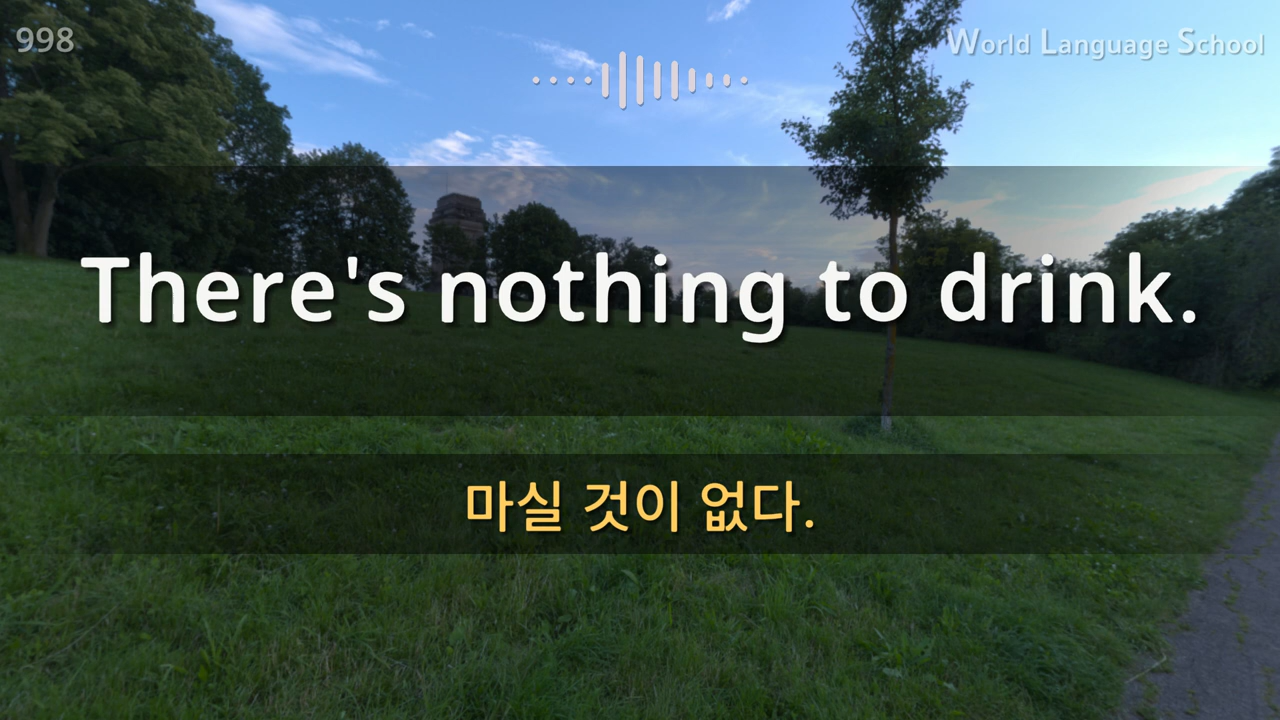 998
World Language School
There's nothing to drink.
마실 것이 없다.